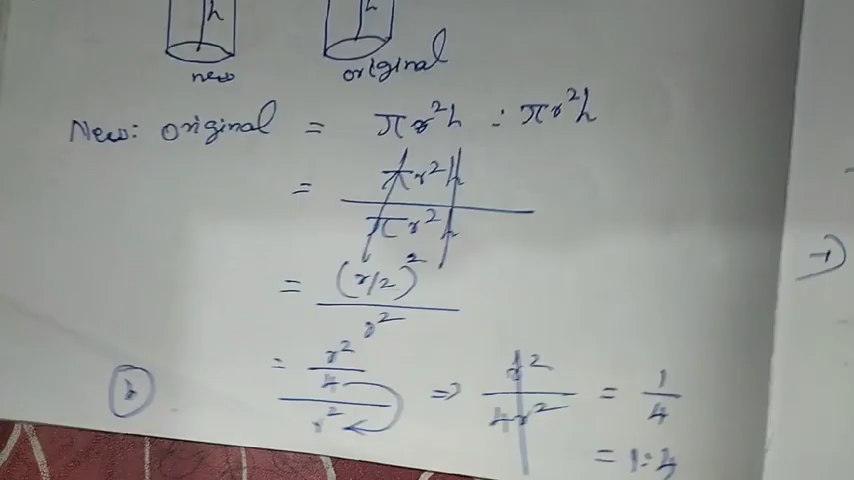 h h
new original
New: original = πr²h : πr²h
= πr²h / πr²h
= (r/2)² / r²
= r²/4 / r² => r² / 4r² = 1/4
= 1:4